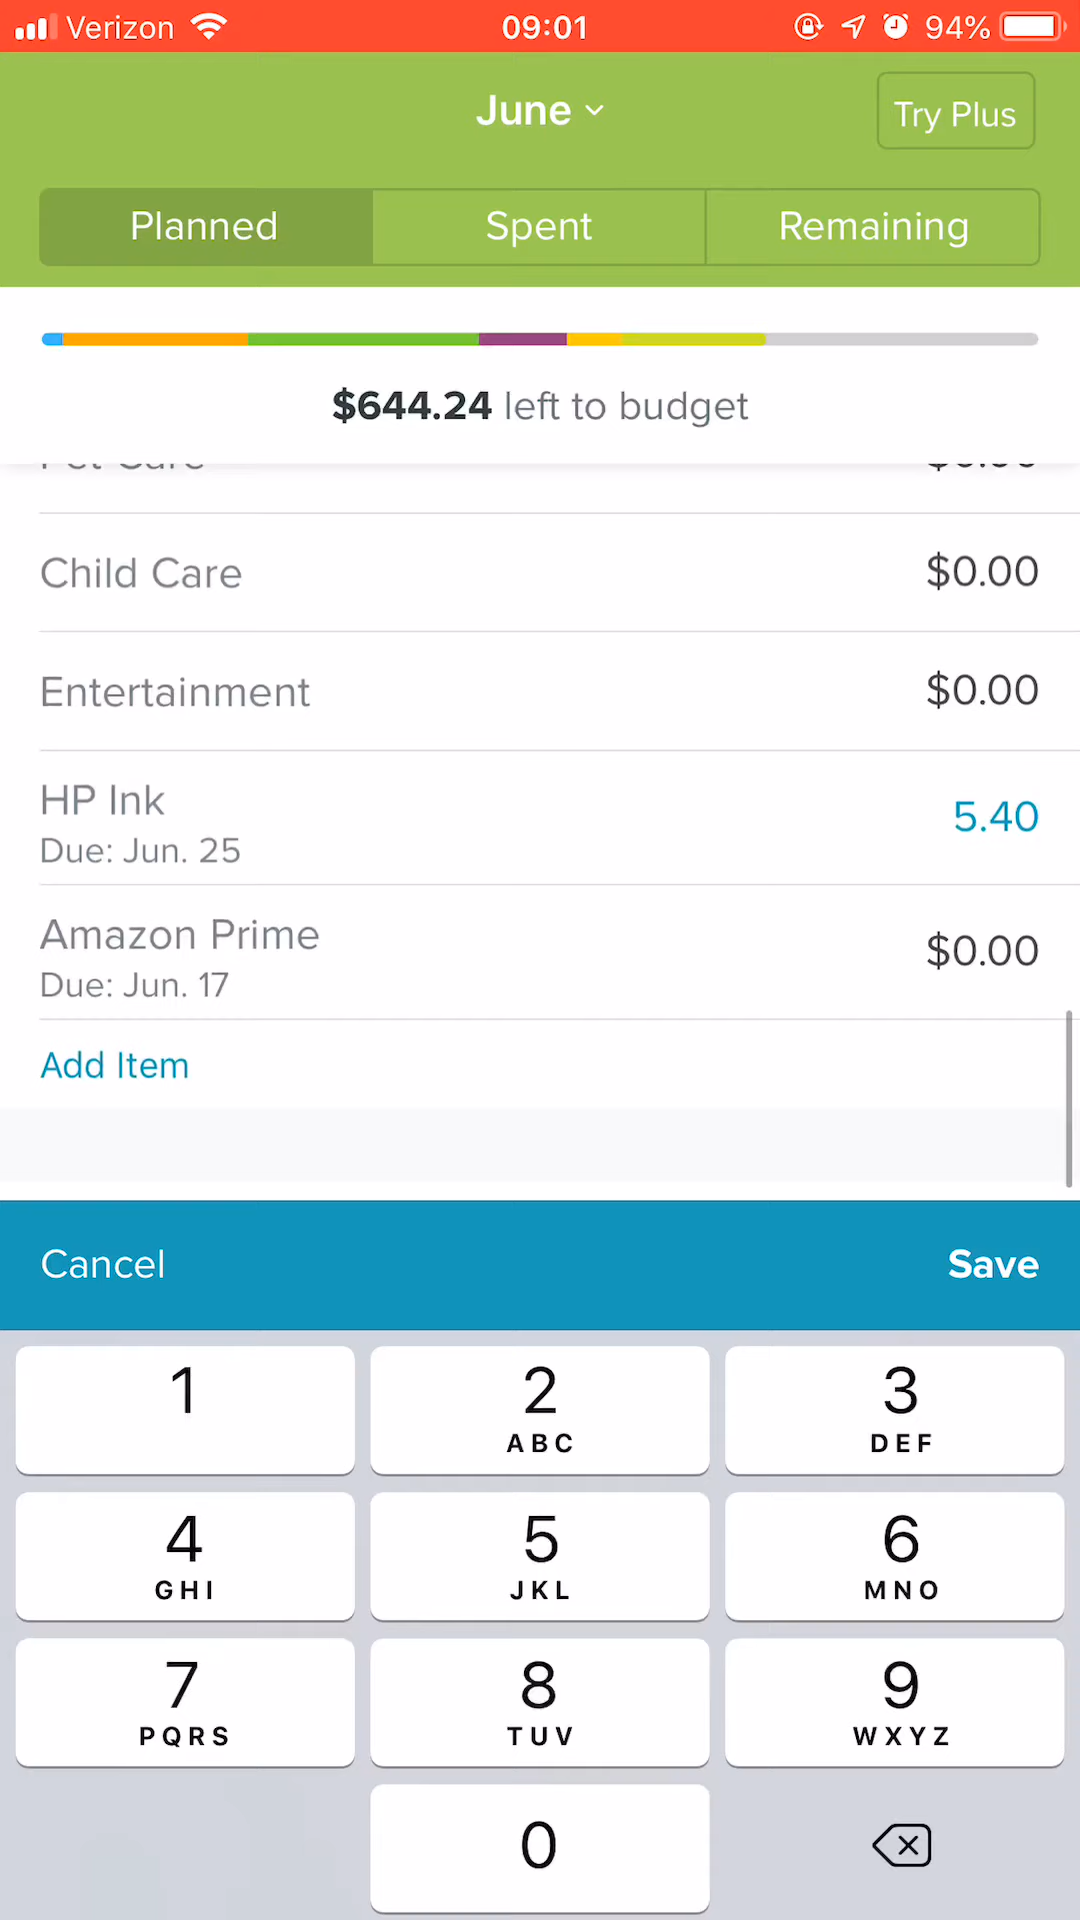 Verizon 09:01 94%
June Try Plus
Planned Spent Remaining
$644.24 left to budget
Child Care $0.00
Entertainment $0.00
HP Ink 5.40
Due: Jun. 25
Amazon Prime $0.00
Due: Jun. 17
Add Item
Cancel Save
1 2 3
ABC DEF
4 5 6
GHI JKL MNO
7 8 9
PQRS TUV WXYZ
0